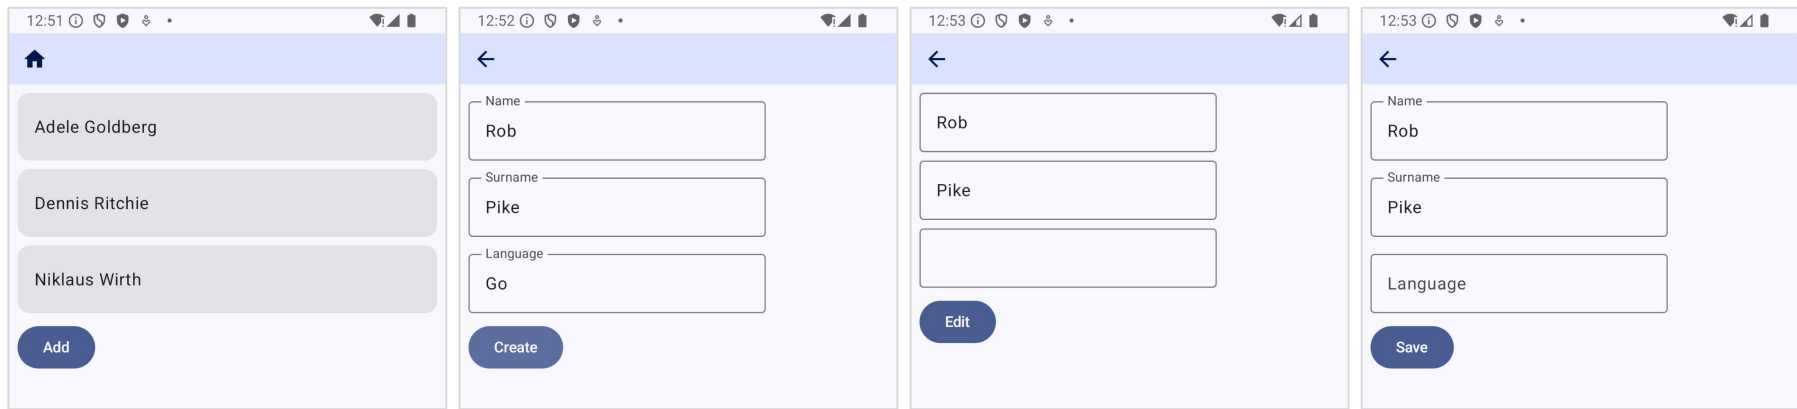 12:51
Adele Goldberg
Dennis Ritchie
Niklaus Wirth
Add
12:52
Name
Rob
Surname
Pike
Language
Go
Create
12:53
Rob
Pike
Edit
12:53
Name
Rob
Surname
Pike
Language
Save